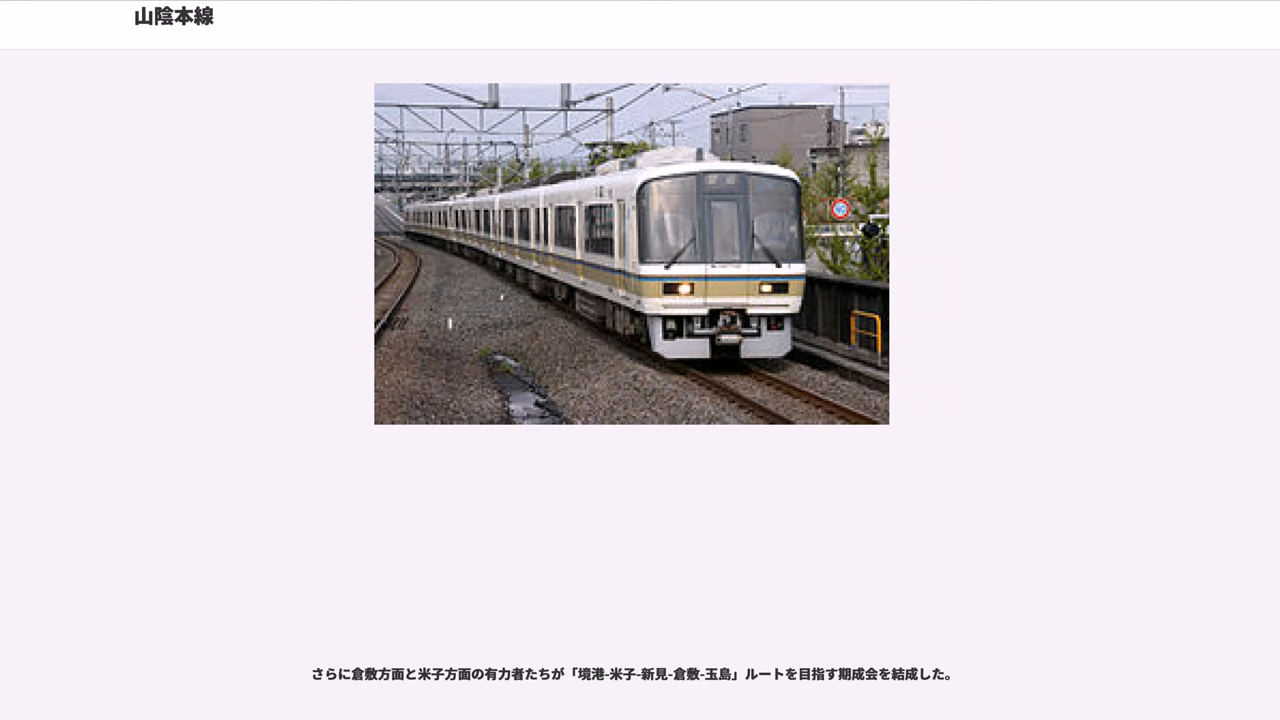 山陰本線
さらに倉敷方面と米子方面の有力者たちが「境港-米子-新見-倉敷-玉島」ルートを目指す期成会を結成した。